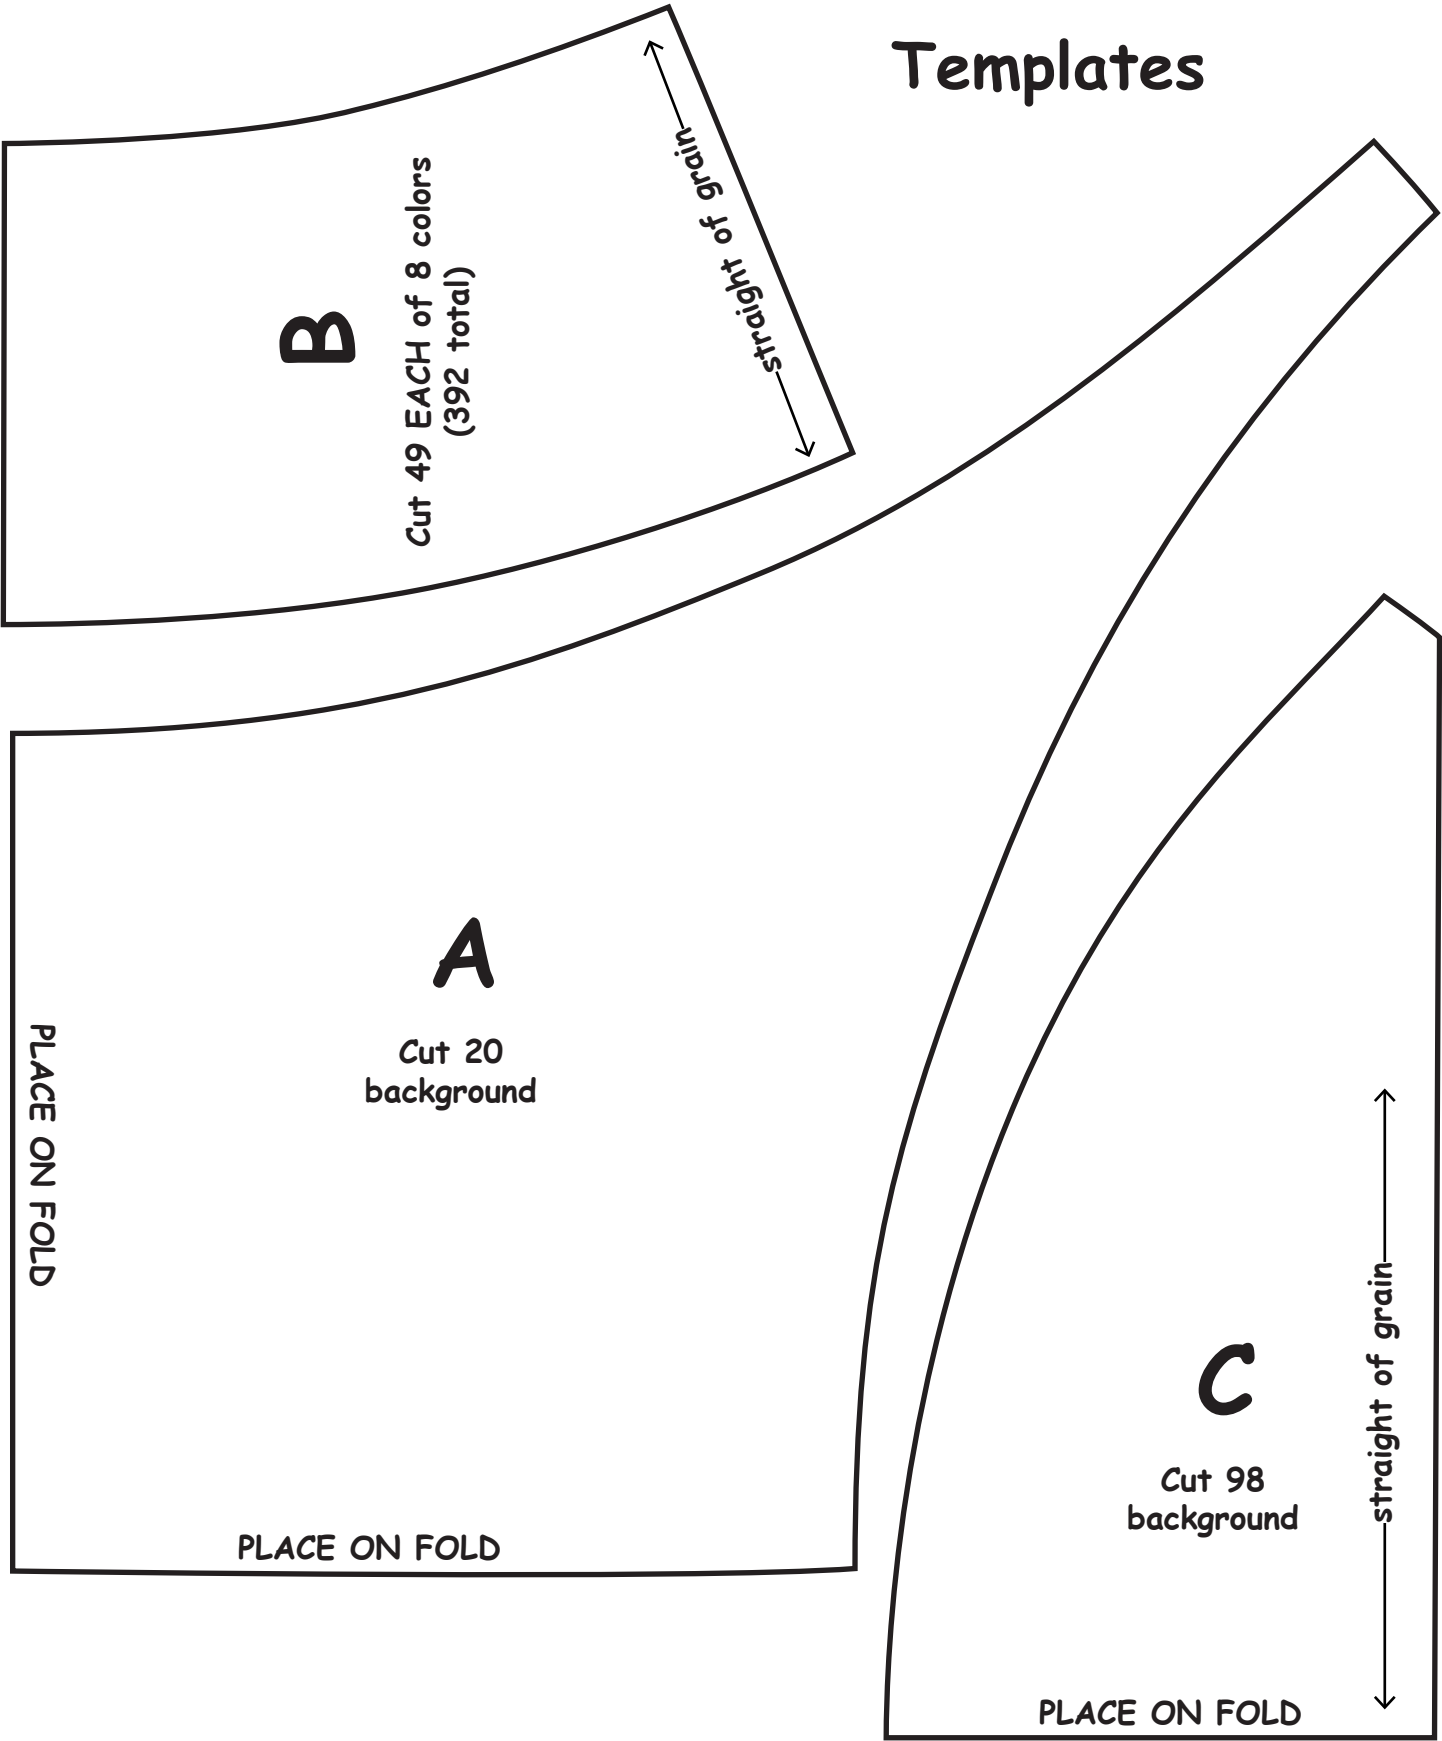 Templates
B
Cut 49 EACH of 8 colors
(392 total)
straight of grain
A
Cut 20
background
PLACE ON FOLD
PLACE ON FOLD
C
Cut 98
background
straight of grain
PLACE ON FOLD